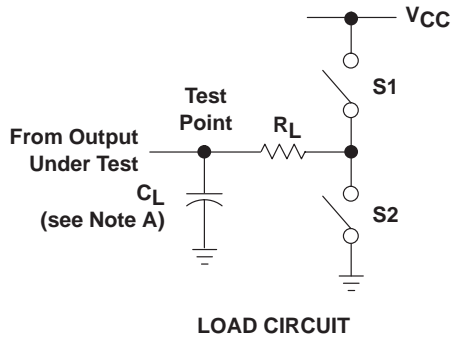 VCC
S1
Test
Point
RL
From Output
Under Test
CL
(see Note A)
S2
LOAD CIRCUIT